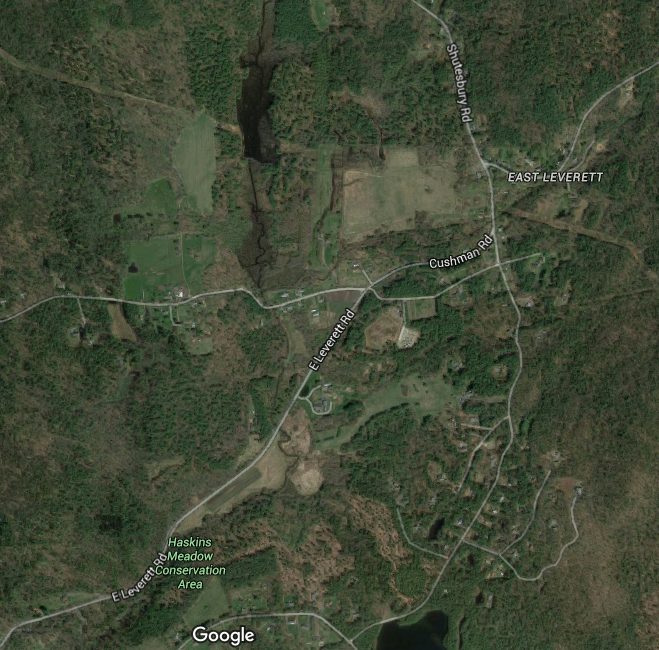 Shutesbury Rd
EAST LEVERETT
Cushman Rd
E Leverett Rd
Haskins
Meadow
Conservation
Area
E Leverett Rd
Google